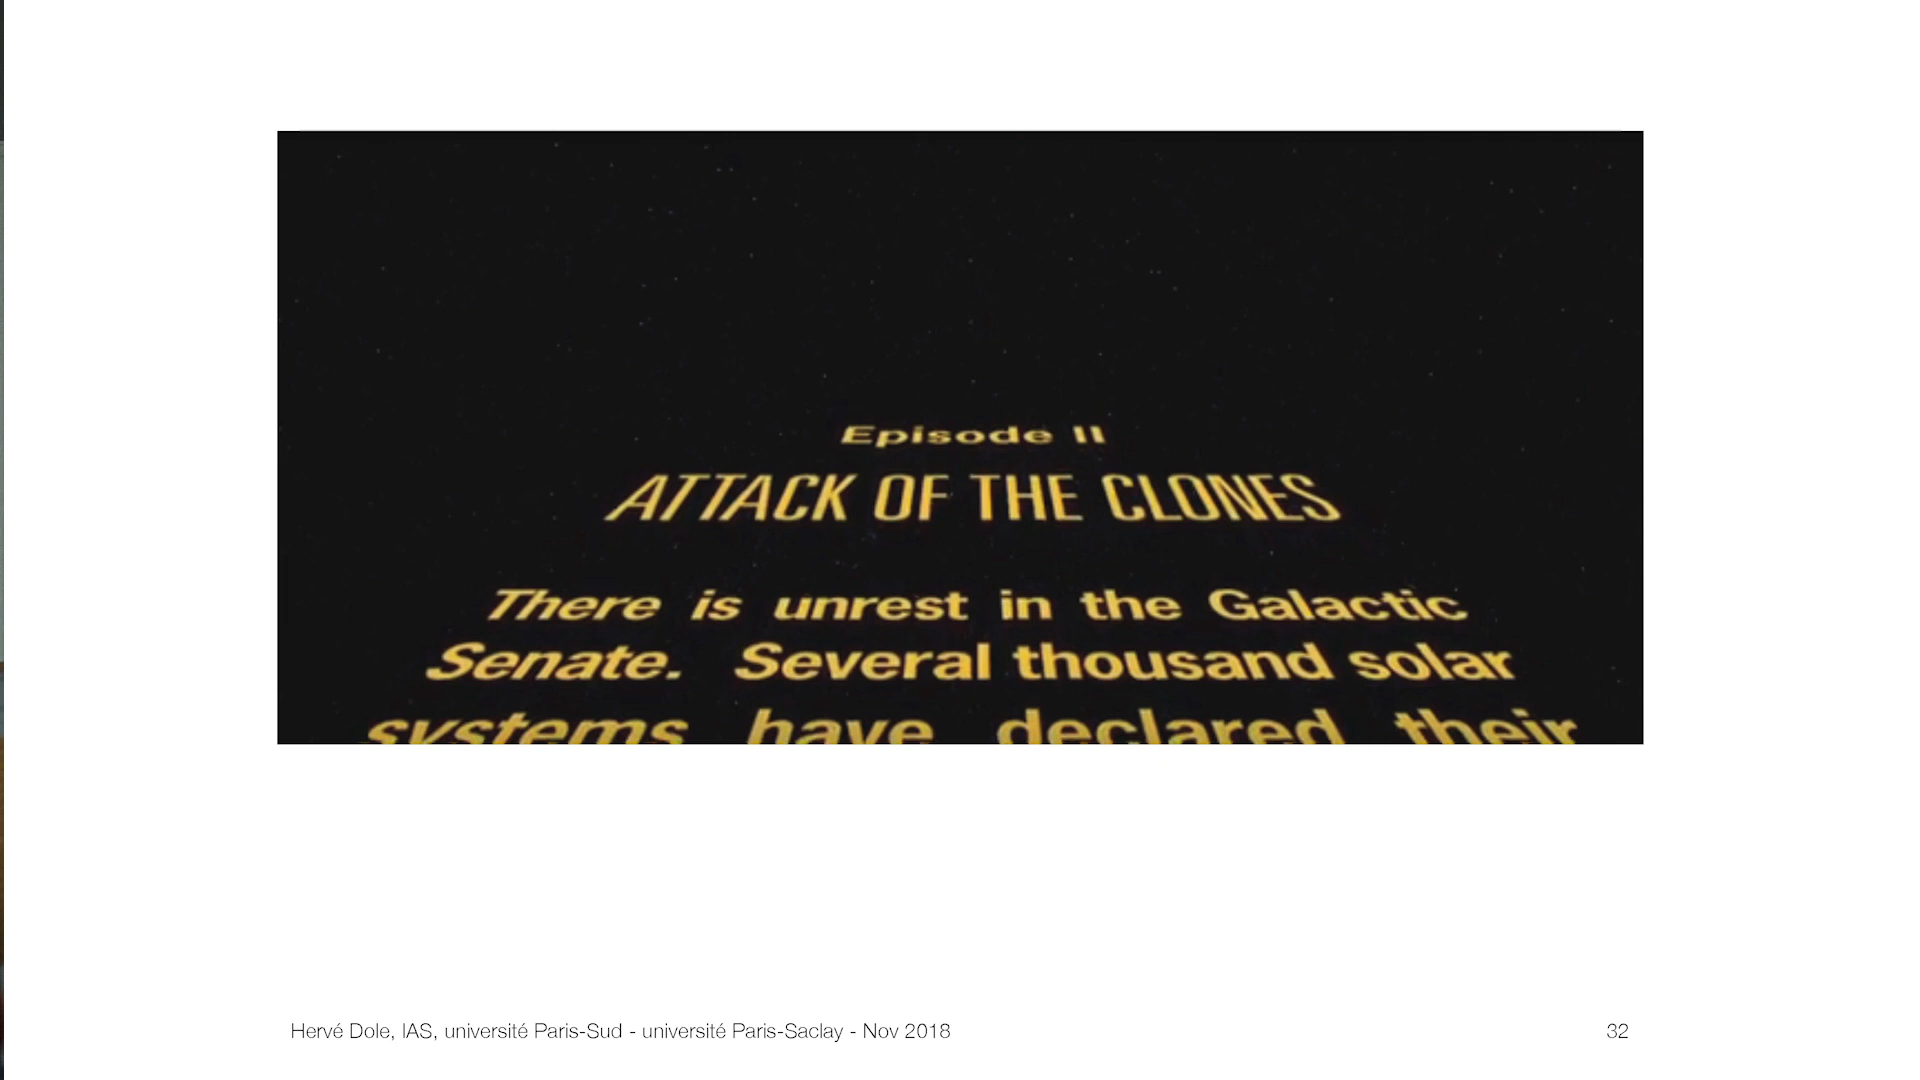 Episode II
ATTACK OF THE CLONES
There is unrest in the Galactic
Senate. Several thousand solar
systems have declared their
Hervé Dole, IAS, université Paris-Sud - université Paris-Saclay - Nov 2018
32